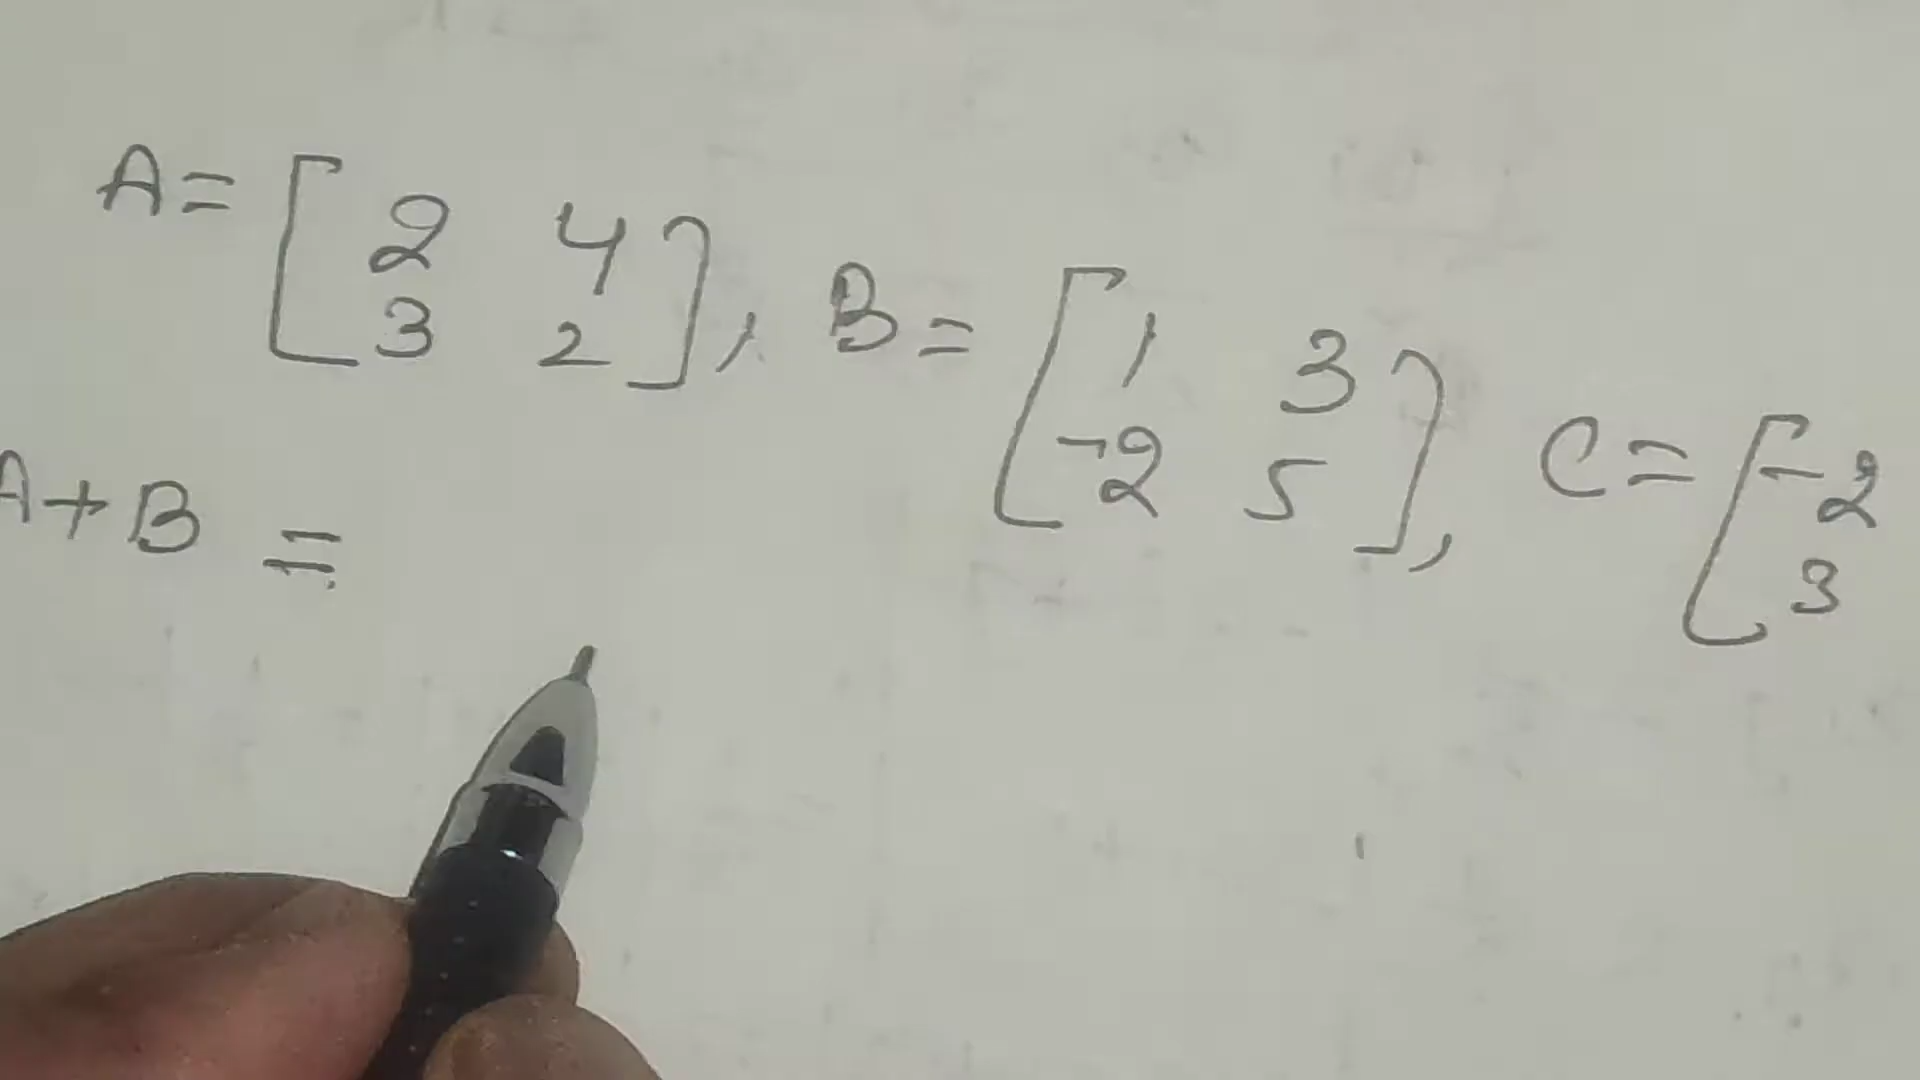 A = [ 2 4 ], B = [ 1 3 ], C = [ -2
3 2 -2 5 3
A + B =